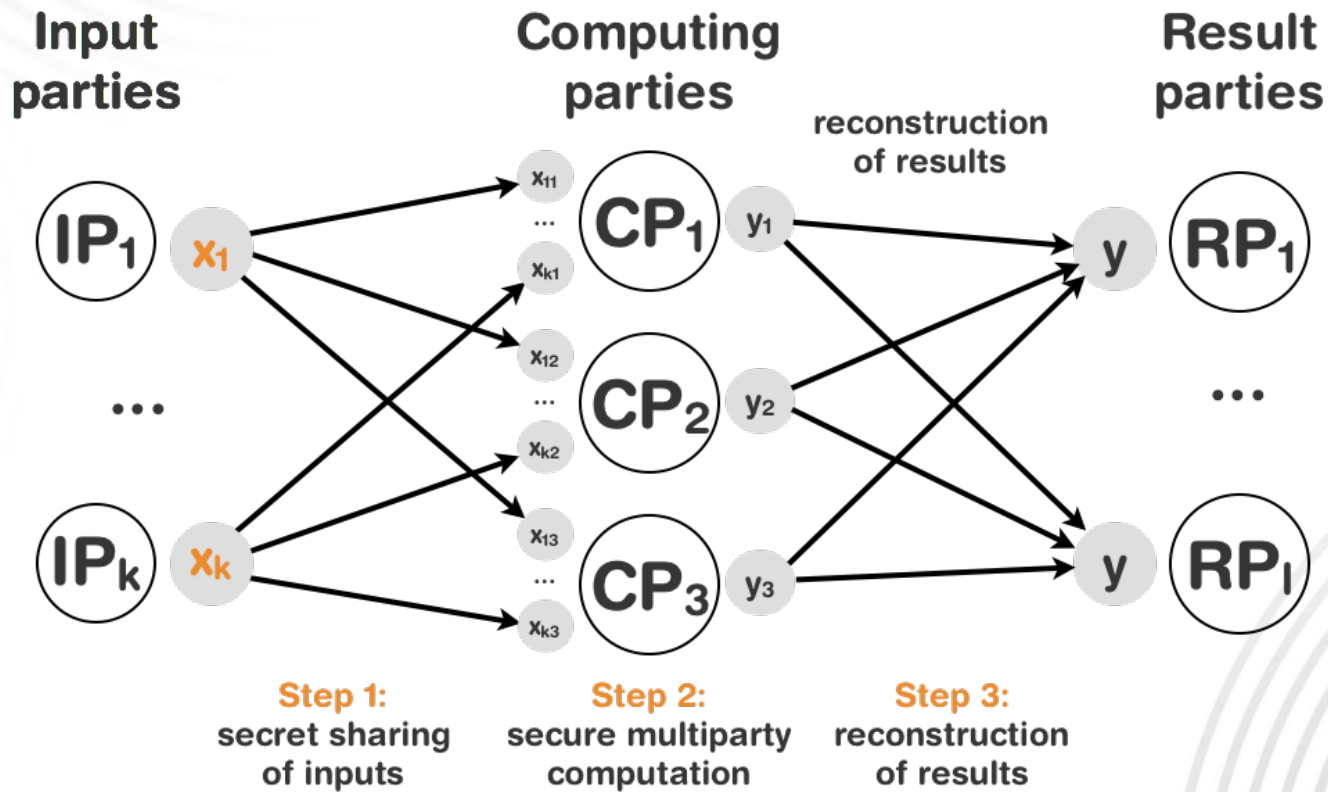 Input
parties
Computing
parties
Result
parties
reconstruction
of results
IP₁
x₁
x₁₁
...
xₖ₁
CP₁
y₁
y
RP₁
...
x₁₂
...
xₖ₂
CP₂
y₂
...
IPₖ
xₖ
x₁₃
...
xₖ₃
CP₃
y₃
y
RPₗ
Step 1:
secret sharing
of inputs
Step 2:
secure multiparty
computation
Step 3:
reconstruction
of results